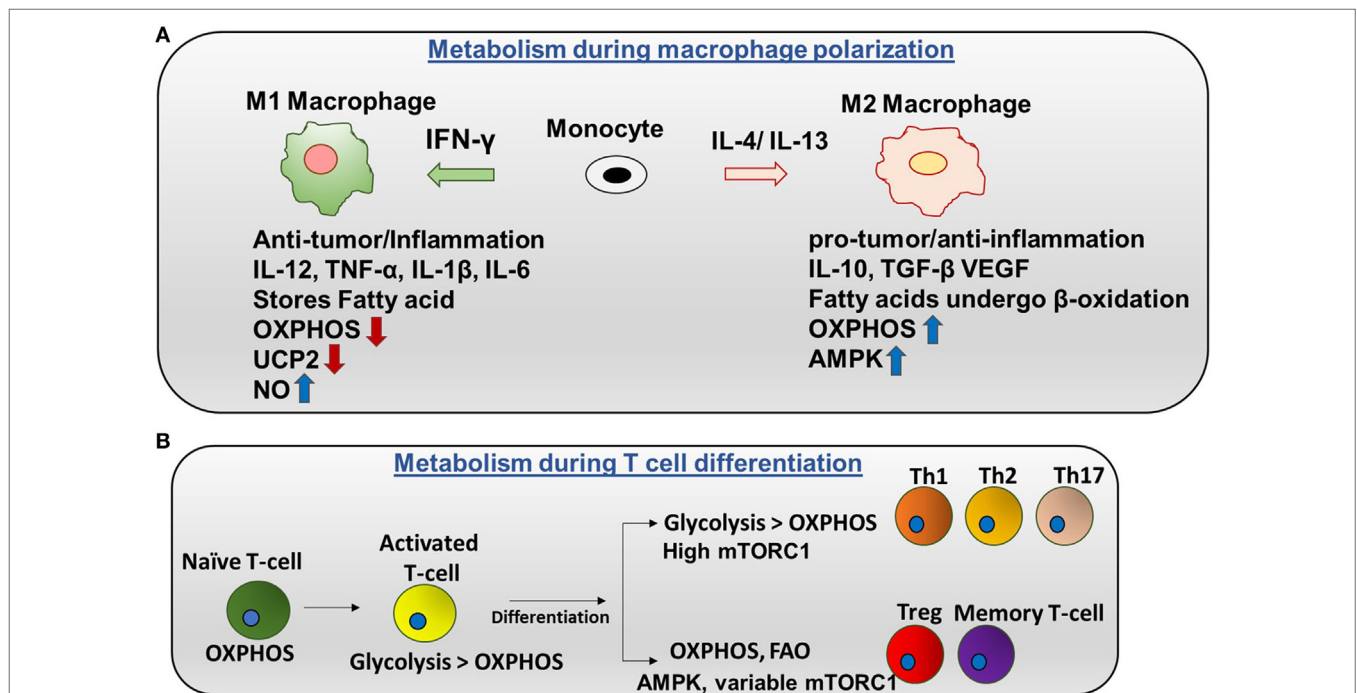 A
Metabolism during macrophage polarization
M1 Macrophage
IFN-γ
Monocyte
IL-4/ IL-13
M2 Macrophage
Anti-tumor/Inflammation
IL-12, TNF-α, IL-1β, IL-6
Stores Fatty acid
OXPHOS
UCP2
NO
pro-tumor/anti-inflammation
IL-10, TGF-β VEGF
Fatty acids undergo β-oxidation
OXPHOS
AMPK
B
Metabolism during T cell differentiation
Naïve T-cell
OXPHOS
Activated
T-cell
Glycolysis > OXPHOS
Differentiation
Glycolysis > OXPHOS
High mTORC1
Th1
Th2
Th17
OXPHOS, FAO
AMPK, variable mTORC1
Treg
Memory T-cell